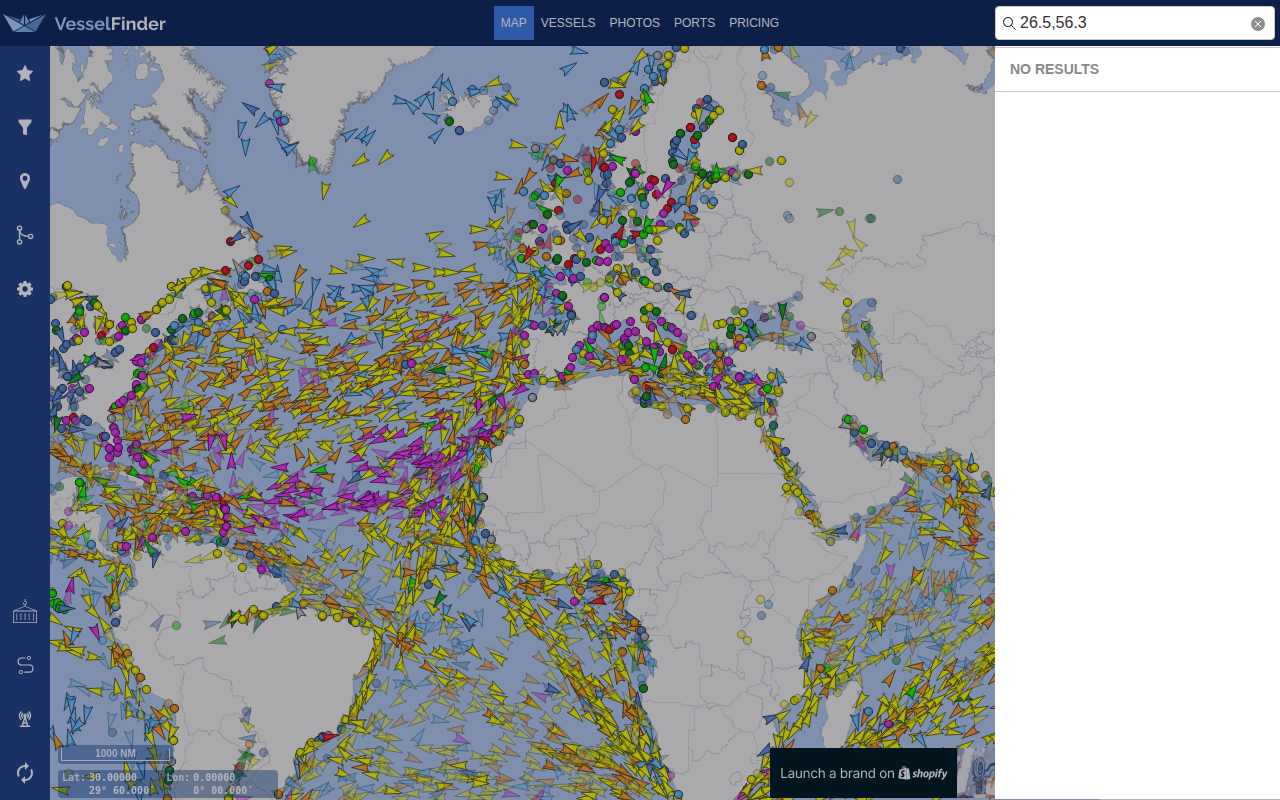 VesselFinder
MAP
VESSELS
PHOTOS
PORTS
PRICING
26.5,56.3
NO RESULTS
1000 NM
Lat: 30.00000
Lon: 0.00000
29° 60.000'
0° 00.000'
Launch a brand on shopify